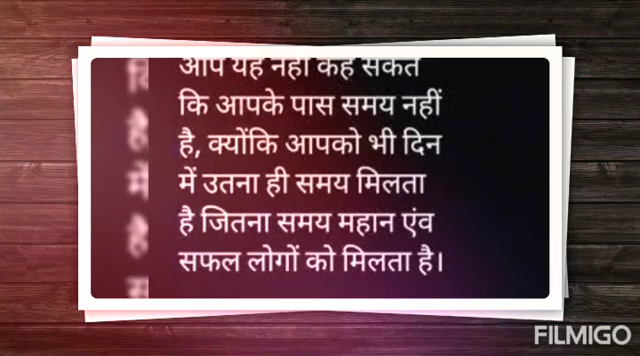 आप यह नहीं कह सकते
कि आपके पास समय नहीं
है, क्योंकि आपको भी दिन
में उतना ही समय मिलता
है जितना समय महान एंव
सफल लोगों को मिलता है।
FILMIGO